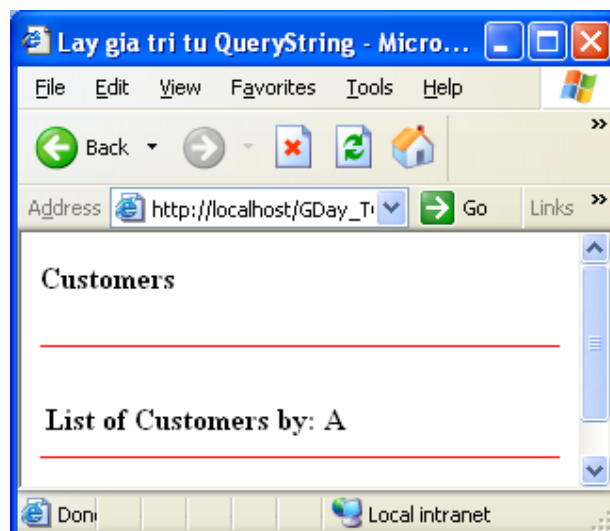 Lay gia tri tu QueryString - Micro...
File Edit View Favorites Tools Help
Back »
Address http://localhost/GDay_ Go Links »
Customers
List of Customers by: A
Local intranet